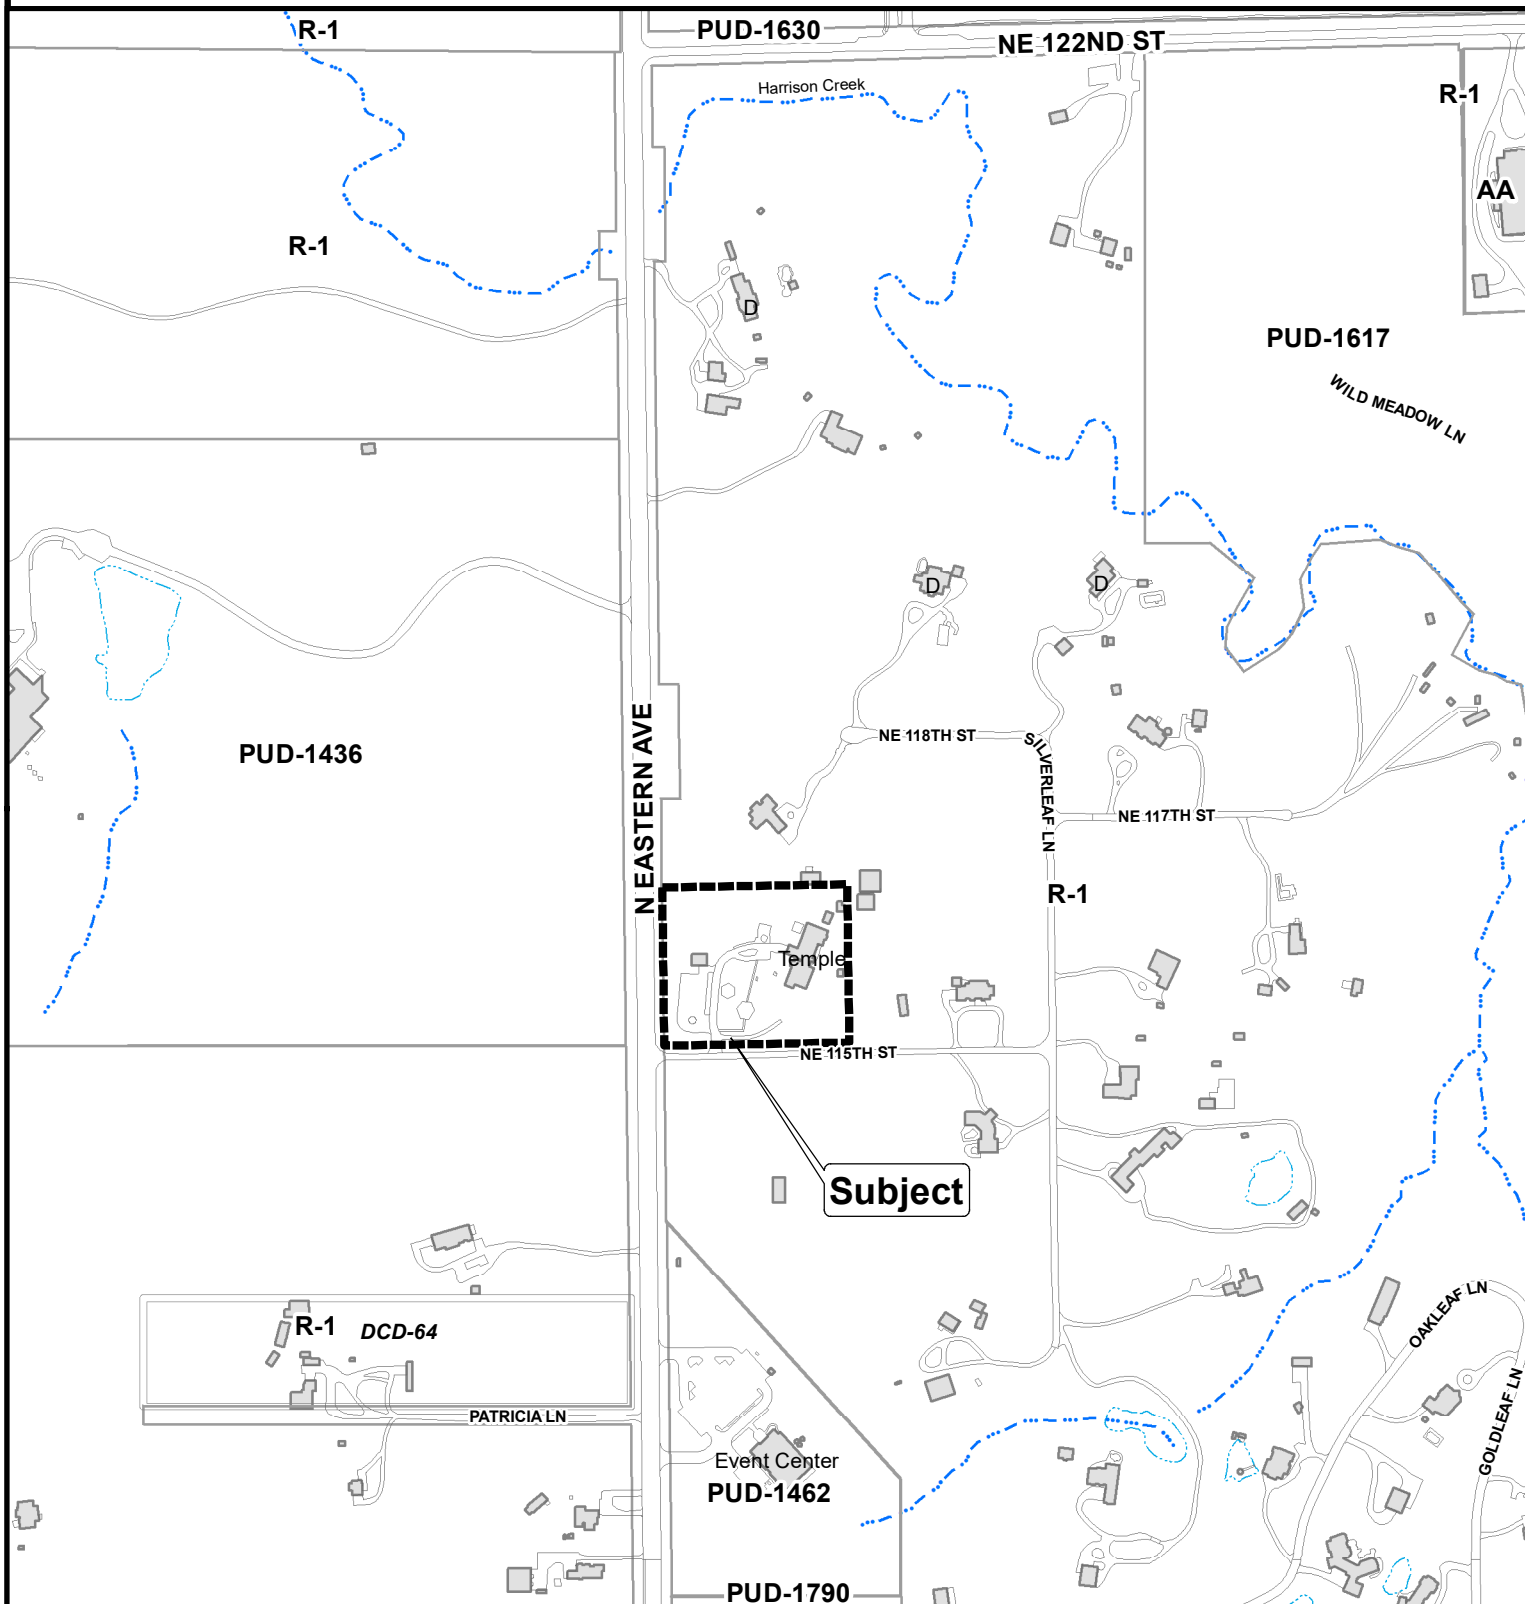 R-1
PUD-1630
NE 122ND ST
Harrison Creek
R-1
AA
R-1
D
PUD-1617
WILD MEADOW LN
D
D
N EASTERN AVE
PUD-1436
NE 118TH ST
SILVERLEAF LN
NE 117TH ST
R-1
Temple
NE 115TH ST
Subject
R-1
DCD-64
OAKLEAF LN
PATRICIA LN
GOLDLEAF LN
Event Center
PUD-1462
PUD-1790